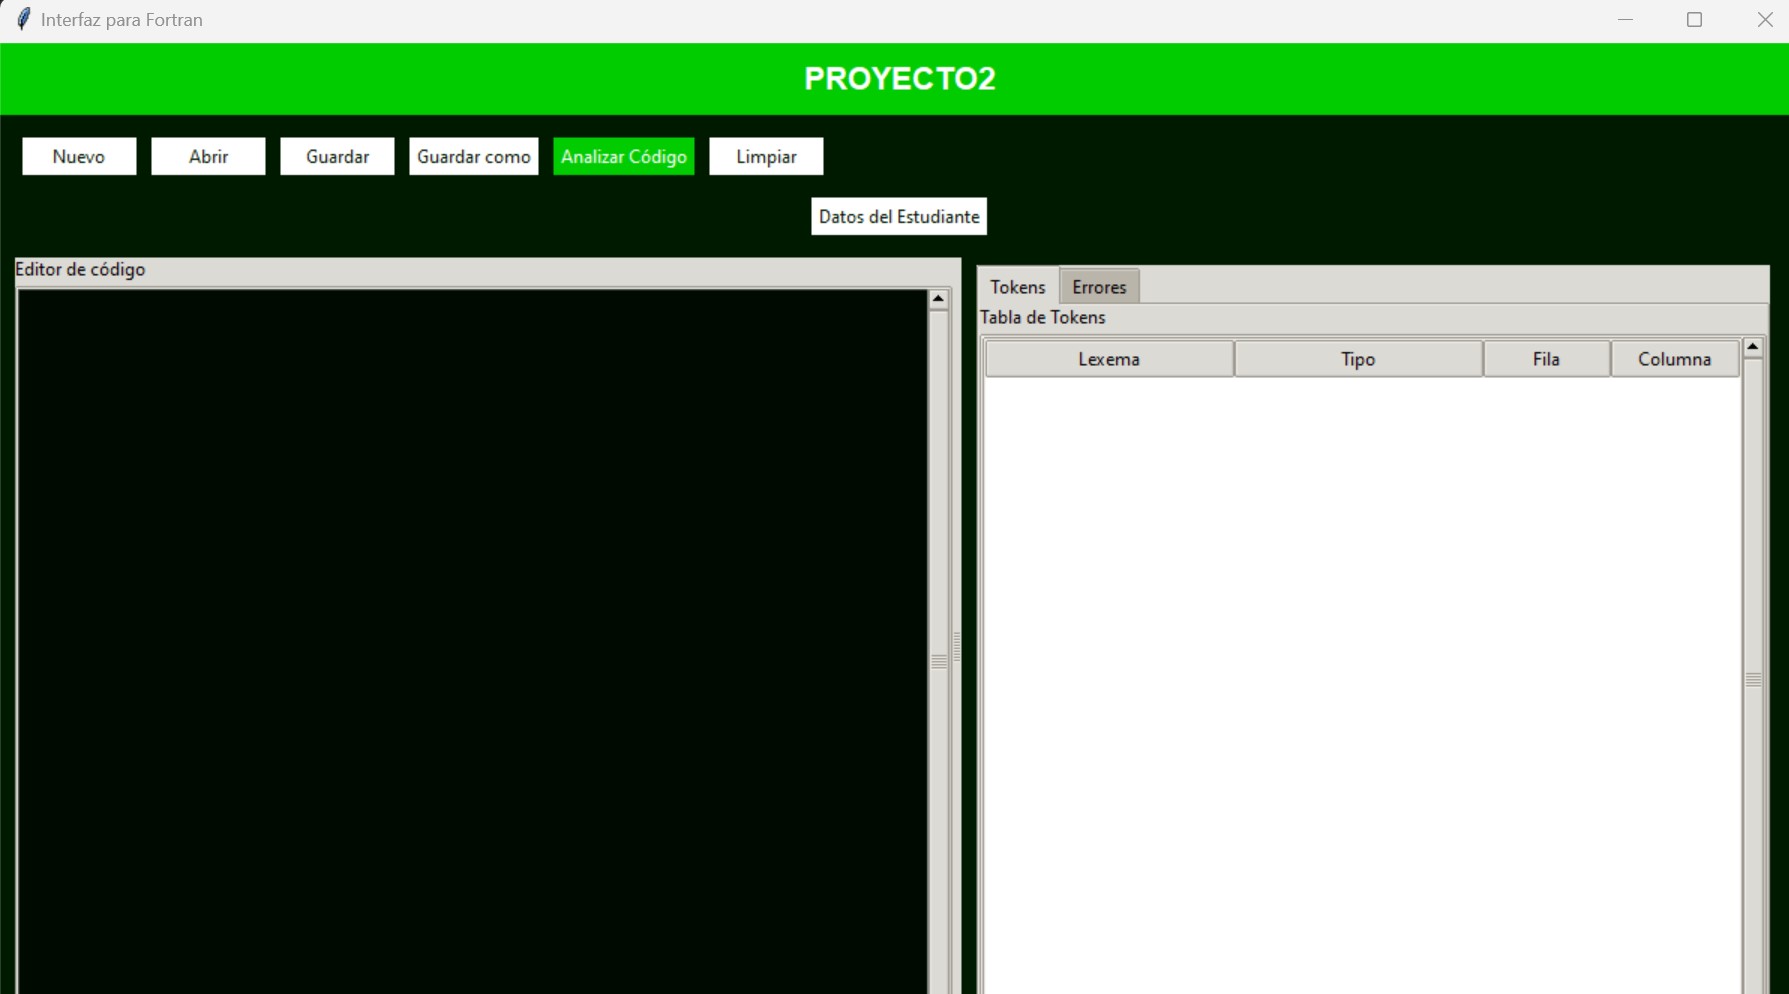 Interfaz para Fortran
PROYECTO2
Nuevo Abrir Guardar Guardar como Analizar Código Limpiar
Datos del Estudiante
Editor de código
Tokens Errores
Tabla de Tokens
Lexema Tipo Fila Columna